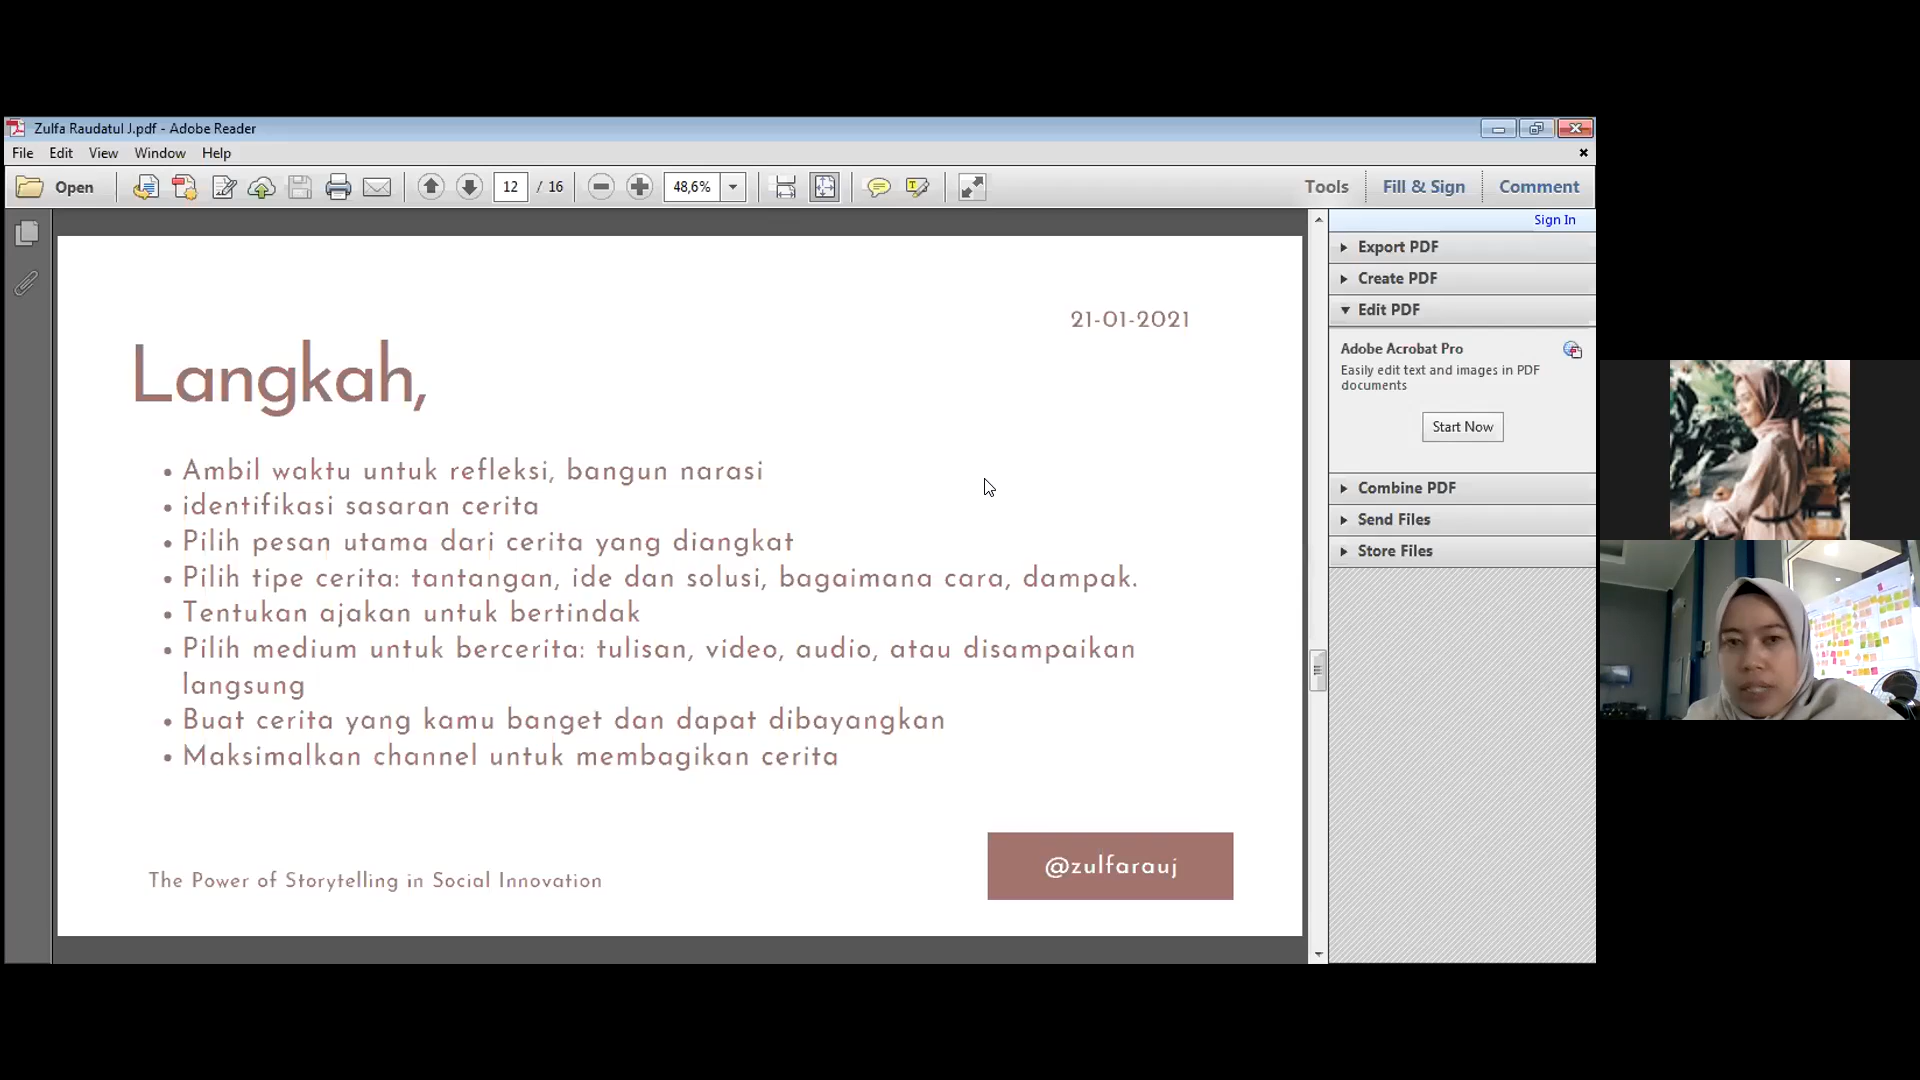 Zulfa Raudatul J.pdf - Adobe Reader
File Edit View Window Help
Open 12 / 16 48,6% Tools Fill & Sign Comment
Sign In
Export PDF
Create PDF
Edit PDF
Adobe Acrobat Pro
Easily edit text and images in PDF
documents
Start Now
Combine PDF
Send Files
Store Files
21-01-2021
Langkah,
• Ambil waktu untuk refleksi, bangun narasi
• identifikasi sasaran cerita
• Pilih pesan utama dari cerita yang diangkat
• Pilih tipe cerita: tantangan, ide dan solusi, bagaimana cara, dampak.
• Tentukan ajakan untuk bertindak
• Pilih medium untuk bercerita: tulisan, video, audio, atau disampaikan
langsung
• Buat cerita yang kamu banget dan dapat dibayangkan
• Maksimalkan channel untuk membagikan cerita
The Power of Storytelling in Social Innovation
@zulfarauj